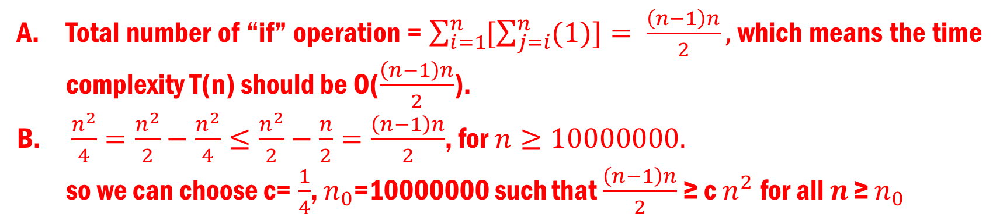 A. Total number of “if” operation = $\sum_{i=1}^{n}[\sum_{j=i}^{n}(1)] = \frac{(n-1)n}{2}$, which means the time
complexity T(n) should be O($\frac{(n-1)n}{2}$).
B. $\frac{n^2}{4} = \frac{n^2}{2} - \frac{n^2}{4} \leq \frac{n^2}{2} - \frac{n}{2} = \frac{(n-1)n}{2}$, for $n \geq 10000000.$
so we can choose c= $\frac{1}{4}$, $n_0$=10000000 such that $\frac{(n-1)n}{2}$ ≥ c $n^2$ for all $n$ ≥ $n_0$